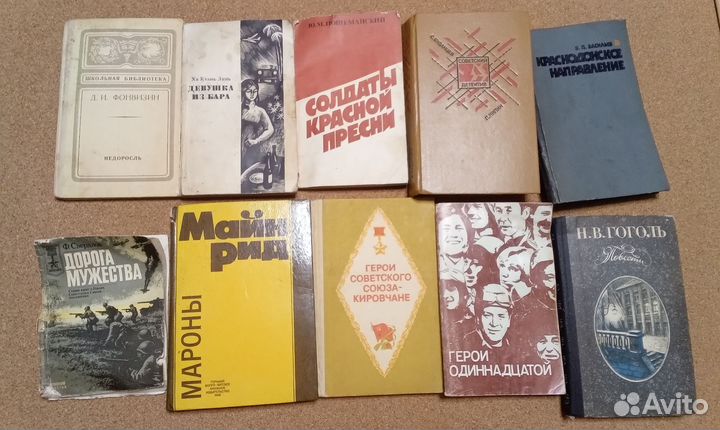 ШКОЛЬНАЯ БИБЛИОТЕКА
Д. И. ФОНВИЗИН
НЕДОРОСЛЬ
ДЕВУШКА
ИЗ БАРА
СОЛДАТЫ
КРАСНОЙ
ПРЕСНИ
СОВЕТСКИЙ
ДЕТЕКТИВ
КРАСНОДОНСКОЕ
НАПРАВЛЕНИЕ
ДОРОГА
МУЖЕСТВА
Майн
рид
МАРОНЫ
ГЕРОИ
СОВЕТСКОГО
СОЮЗА-
КИРОВЧАНЕ
ГЕРОИ
ОДИННАДЦАТОЙ
Н.В.ГОГОЛЬ
Повести
Avito